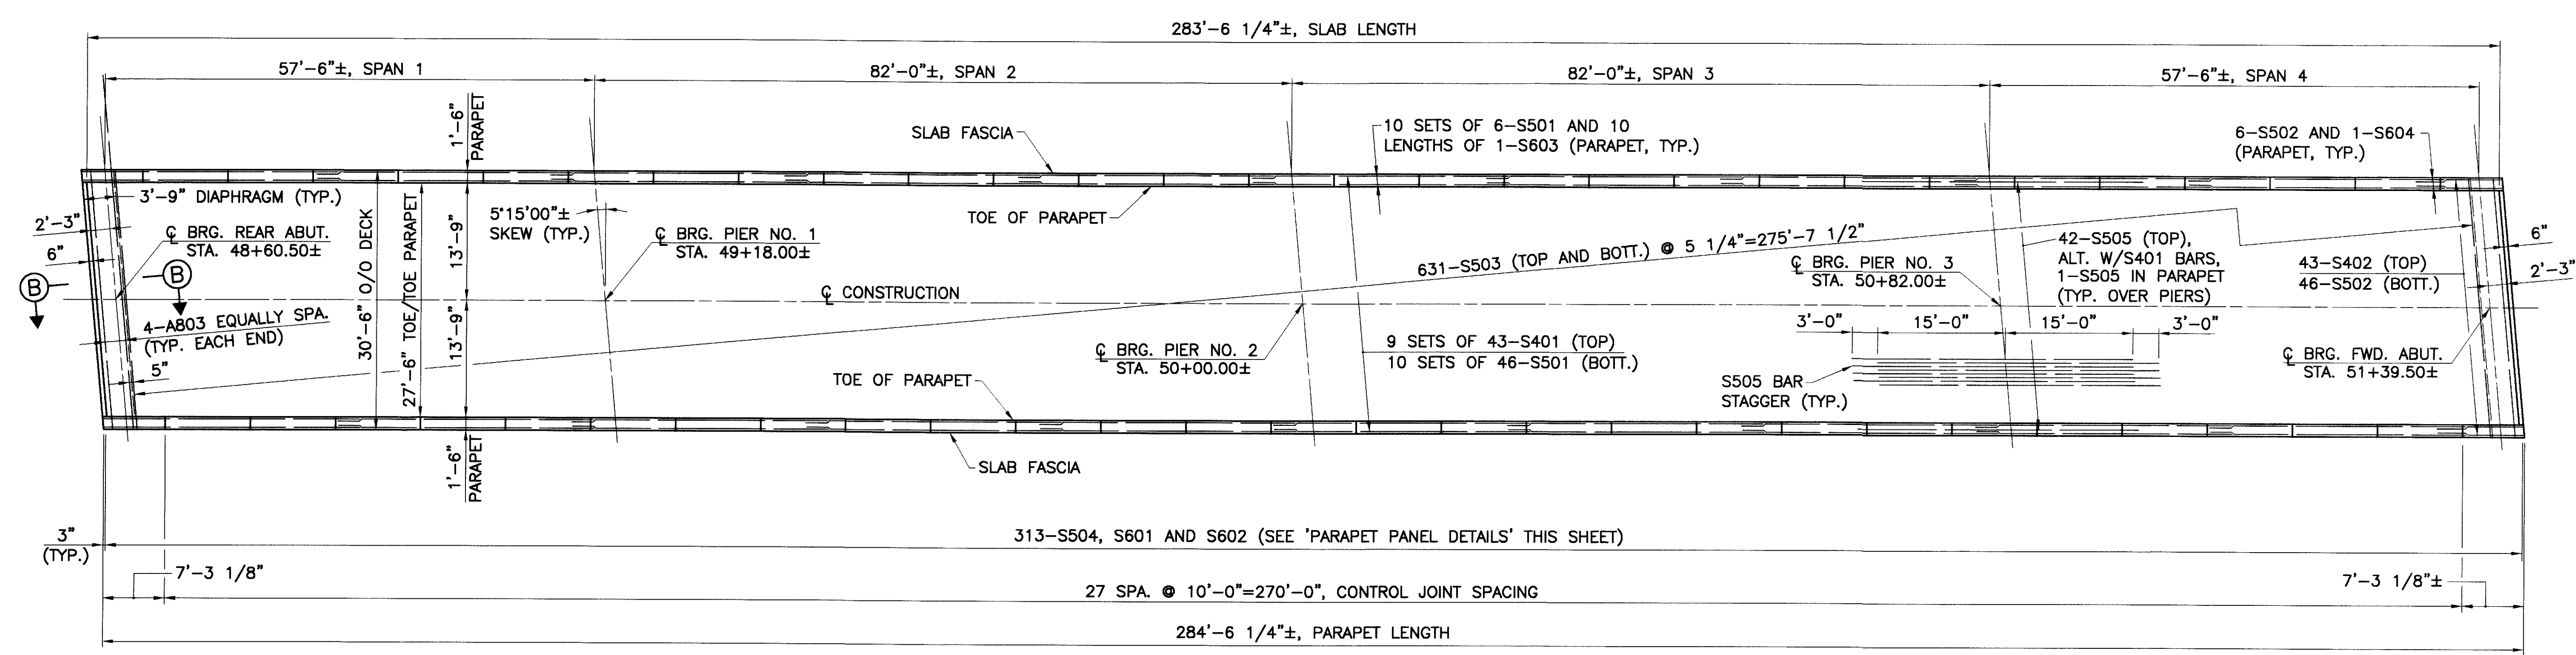 283'-6 1/4"±, SLAB LENGTH
57'-6"±, SPAN 1
82'-0"±, SPAN 2
82'-0"±, SPAN 3
57'-6"±, SPAN 4
1'-6"
PARAPET
SLAB FASCIA
10 SETS OF 6-S501 AND 10
LENGTHS OF 1-S603 (PARAPET, TYP.)
6-S502 AND 1-S604
(PARAPET, TYP.)
3'-9" DIAPHRAGM (TYP.)
2'-3"
6"
℄ BRG. REAR ABUT.
STA. 48+60.50±
B
B
30'-6" O/O DECK
27'-6" TOE/TOE PARAPET
13'-9"
13'-9"
5°15'00"±
SKEW (TYP.)
℄ BRG. PIER NO. 1
STA. 49+18.00±
TOE OF PARAPET
℄ CONSTRUCTION
631-S503 (TOP AND BOTT.) @ 5 1/4"=275'-7 1/2"
℄ BRG. PIER NO. 3
STA. 50+82.00±
42-S505 (TOP),
ALT. W/S401 BARS,
1-S505 IN PARAPET
(TYP. OVER PIERS)
43-S402 (TOP)
46-S502 (BOTT.)
6"
2'-3"
4-A803 EQUALLY SPA.
(TYP. EACH END)
5"
3'-0"
15'-0"
15'-0"
3'-0"
℄ BRG. PIER NO. 2
STA. 50+00.00±
9 SETS OF 43-S401 (TOP)
10 SETS OF 46-S501 (BOTT.)
℄ BRG. FWD. ABUT.
STA. 51+39.50±
TOE OF PARAPET
S505 BAR
STAGGER (TYP.)
1'-6"
PARAPET
SLAB FASCIA
3"
(TYP.)
313-S504, S601 AND S602 (SEE 'PARAPET PANEL DETAILS' THIS SHEET)
7'-3 1/8"
27 SPA. @ 10'-0"=270'-0", CONTROL JOINT SPACING
7'-3 1/8"±
284'-6 1/4"±, PARAPET LENGTH